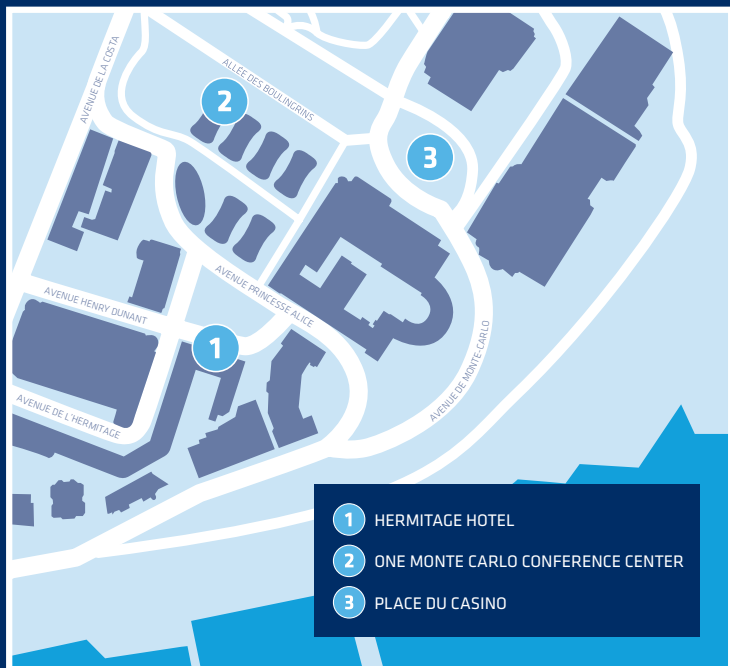 AVENUE DE LA COSTA
ALLÉE DES BOULINGRINS
2
3
AVENUE PRINCESSE ALICE
AVENUE HENRY DUNANT
1
AVENUE DE MONTE-CARLO
AVENUE DE L'HERMITAGE
1 HERMITAGE HOTEL
2 ONE MONTE CARLO CONFERENCE CENTER
3 PLACE DU CASINO